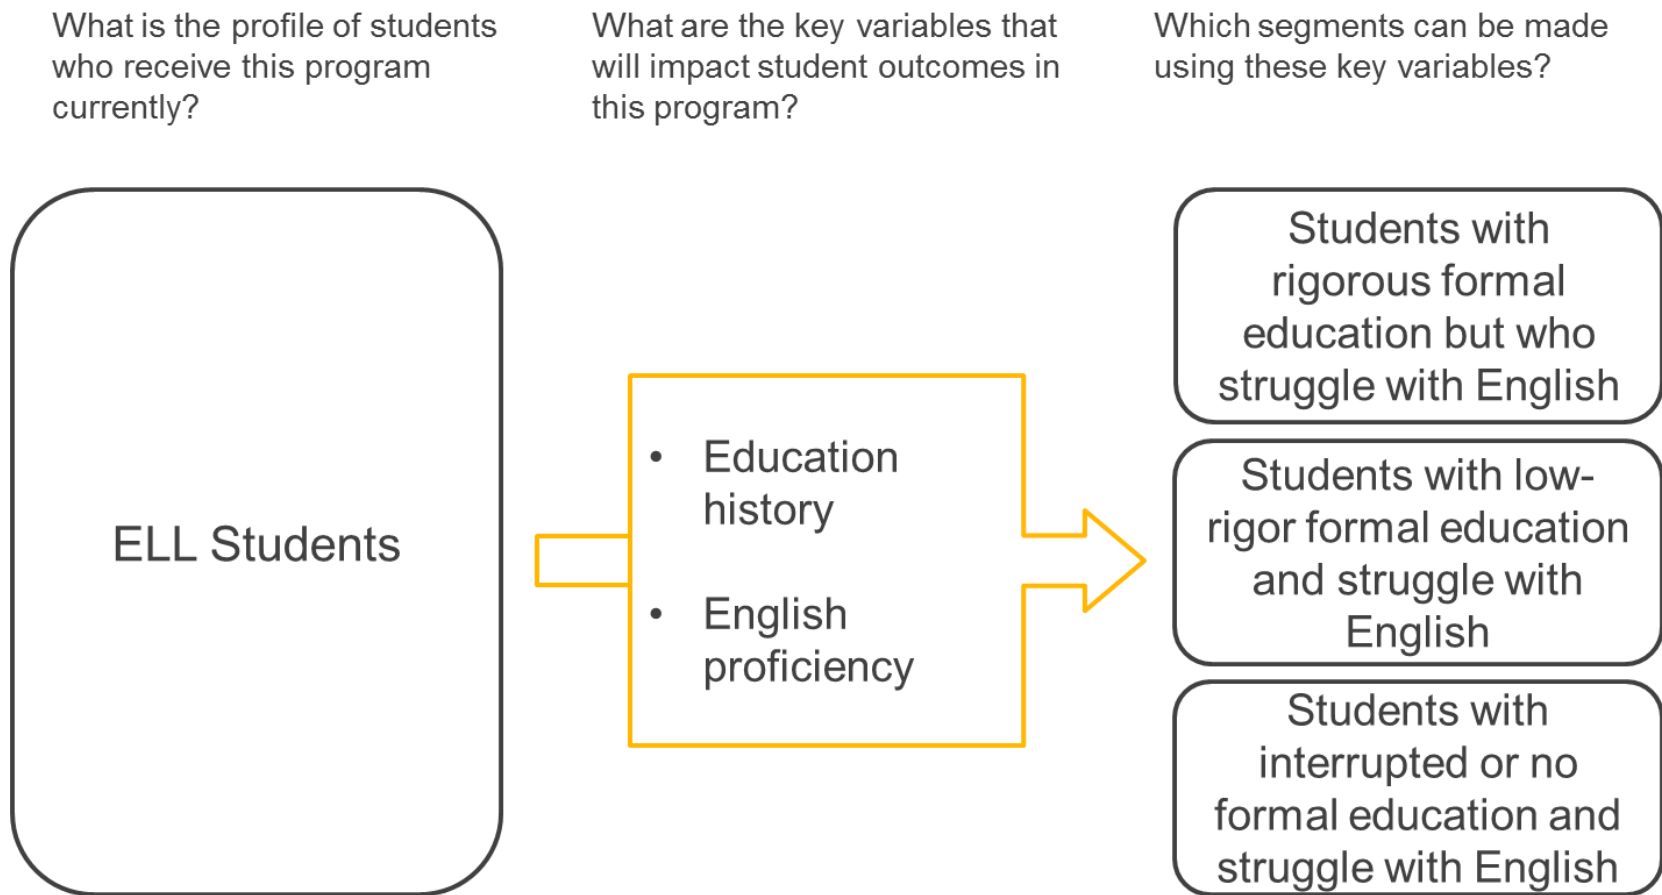 What is the profile of students
who receive this program
currently?
What are the key variables that
will impact student outcomes in
this program?
Which segments can be made
using these key variables?
ELL Students
• Education
history
• English
proficiency
Students with
rigorous formal
education but who
struggle with English
Students with low-
rigor formal education
and struggle with
English
Students with
interrupted or no
formal education and
struggle with English